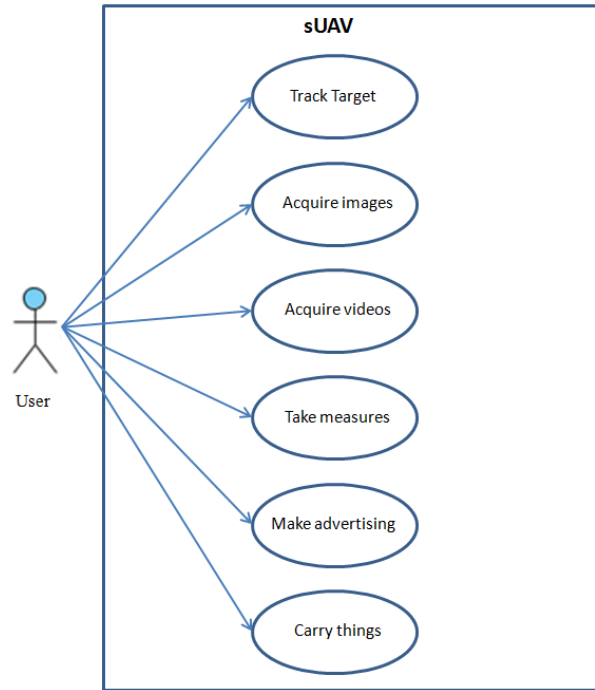 sUAV
Track Target
Acquire images
Acquire videos
User
Take measures
Make advertising
Carry things